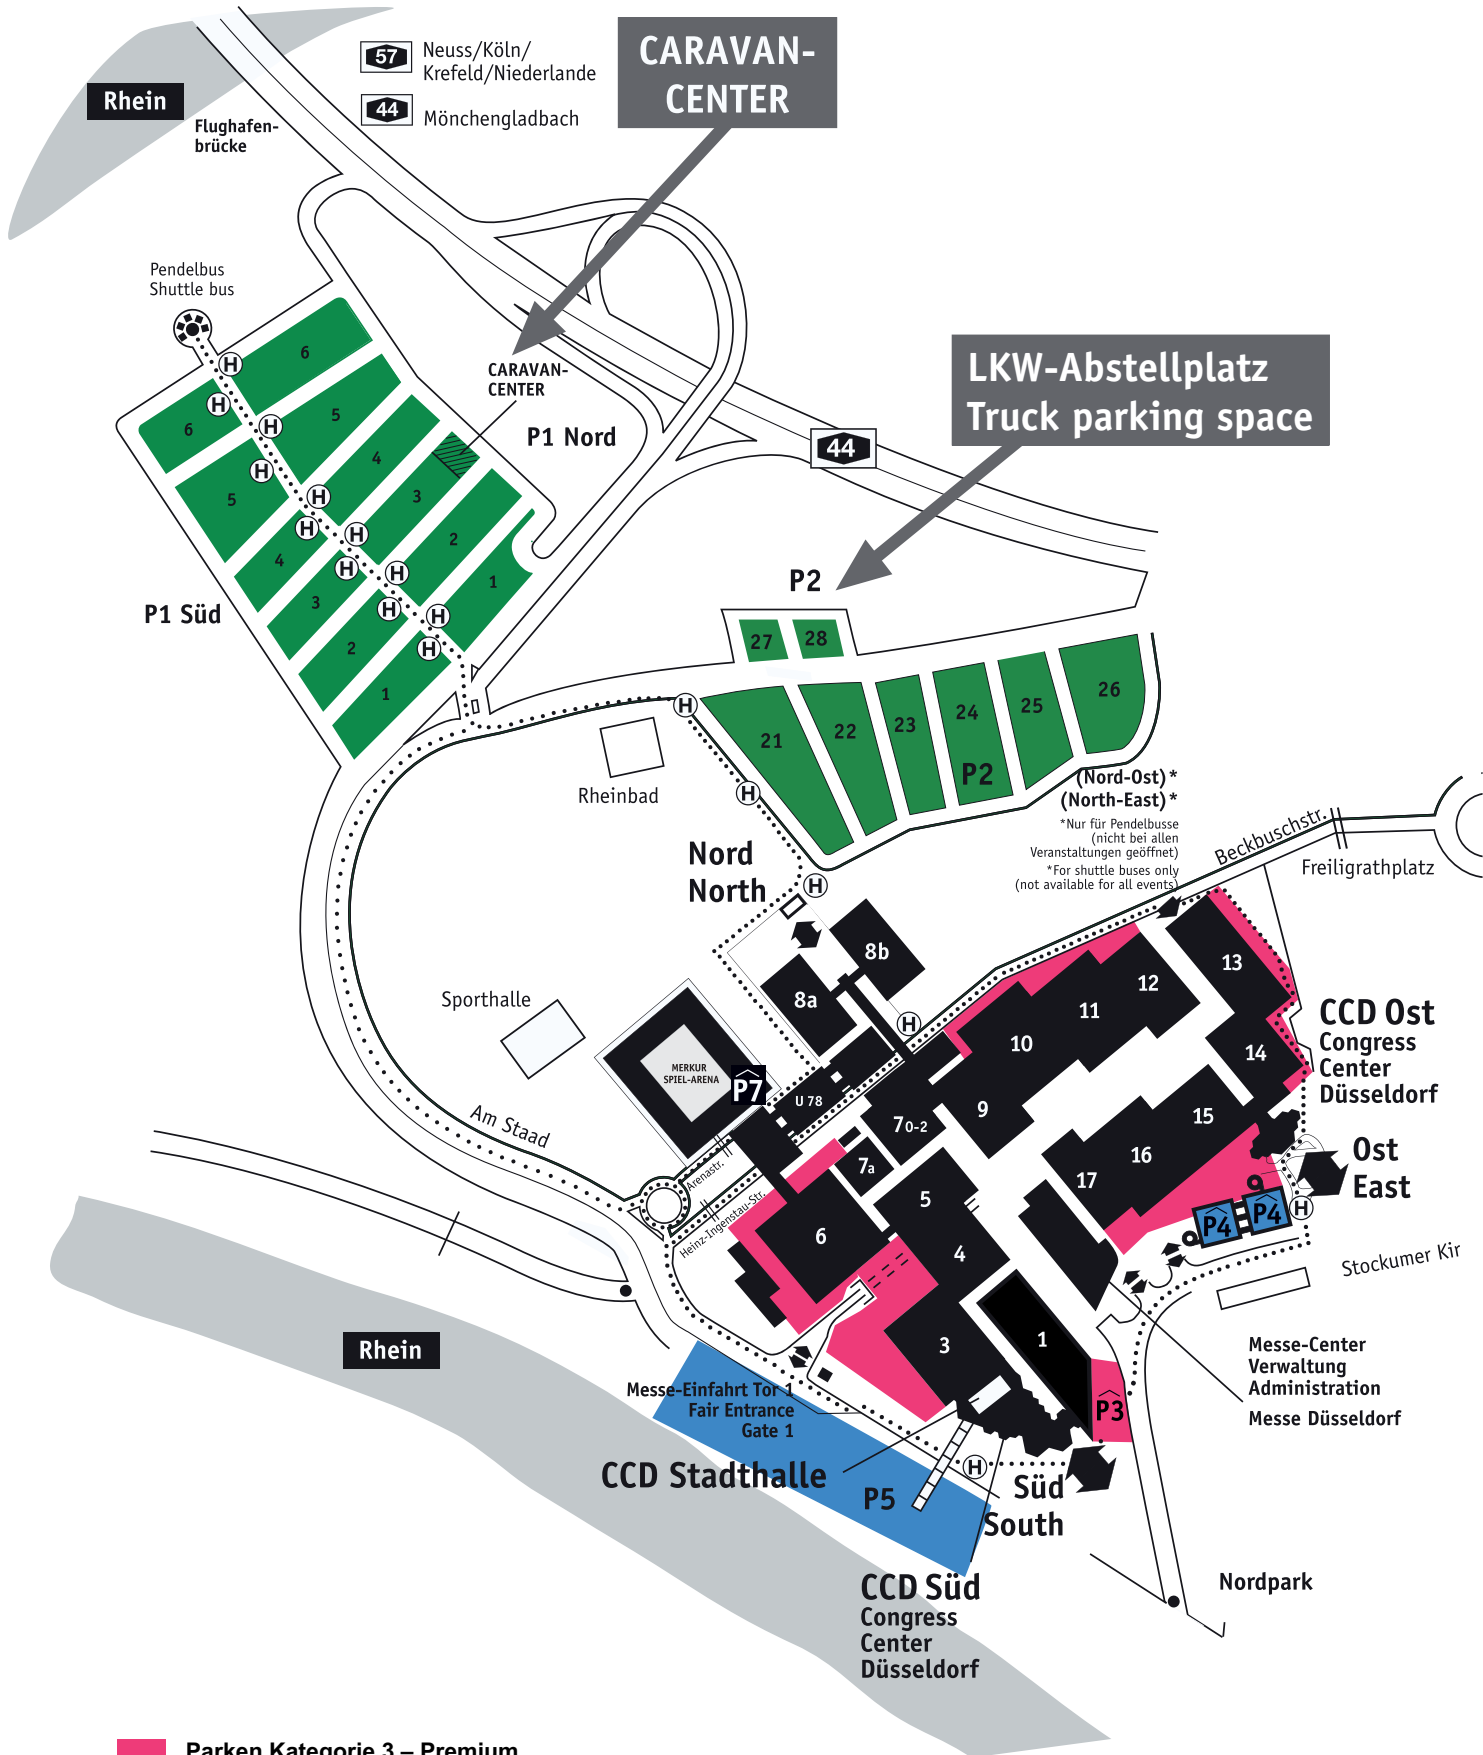 57
Neuss/Köln/
Krefeld/Niederlande
44
Mönchengladbach
CARAVAN-
CENTER
Rhein
Flughafen-
brücke
Pendelbus
Shuttle bus
CARAVAN-
CENTER
P1 Nord
LKW-Abstellplatz
Truck parking space
44
H
H
H
H
H
H
H
H
H
H
H
H
6
6
5
5
4
4
3
3
2
2
1
1
P1 Süd
P2
27
28
21
22
23
24
25
26
P2
H
H
H
Rheinbad
(Nord-Ost)*
(North-East)*
*Nur für Pendelbusse
(nicht bei allen
Veranstaltungen geöffnet)
*For shuttle buses only
(not available for all events)
Beckbuschstr.
Freiligrathplatz
Nord
North
8b
8a
H
13
12
11
10
14
9
15
16
17
CCD Ost
Congress
Center
Düsseldorf
Sporthalle
MERKUR
SPIEL-ARENA
P7
U 78
70-2
7a
Am Staad
Arenastr.
Heinz-Ingenstau-Str.
Ost
East
5
6
4
P4
P4
H
Stockumer Kir
3
1
Rhein
Messe-Center
Verwaltung
Administration
Messe Düsseldorf
P3
Messe-Einfahrt Tor 1
Fair Entrance
Gate 1
CCD Stadthalle
H
P5
Süd
South
CCD Süd
Congress
Center
Düsseldorf
Nordpark
Parken Kategorie 3 – Premium